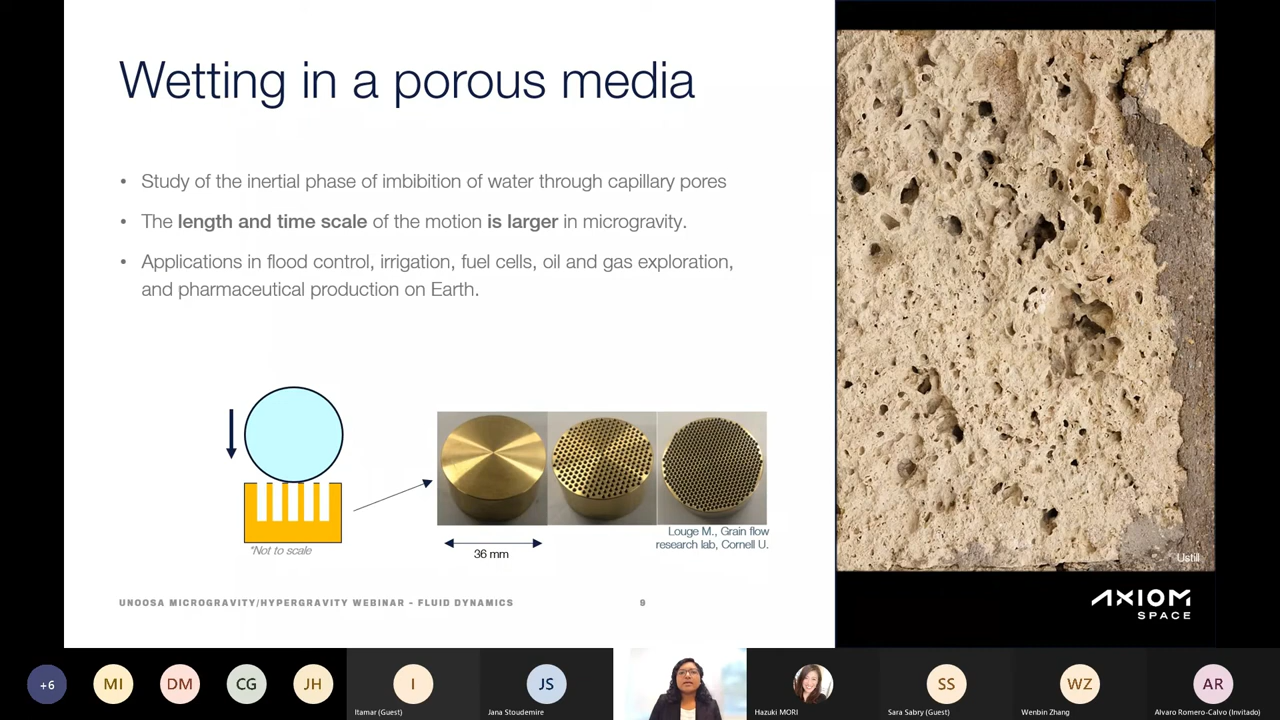 Wetting in a porous media
• Study of the inertial phase of imbibition of water through capillary pores
• The length and time scale of the motion is larger in microgravity.
• Applications in flood control, irrigation, fuel cells, oil and gas exploration,
and pharmaceutical production on Earth.
*Not to scale
36 mm
Louge M., Grain flow
research lab, Cornell U.
Ustill
UNOOSA MICROGRAVITY/HYPERGRAVITY WEBINAR - FLUID DYNAMICS
9
AXIOM
SPACE
+6
MI
DM
CG
JH
I
JS
SS
WZ
AR
Itamar (Guest)
Jana Stoudemire
Hazuki MORI
Sara Sabry (Guest)
Wenbin Zhang
Alvaro Romero-Calvo (Invitado)